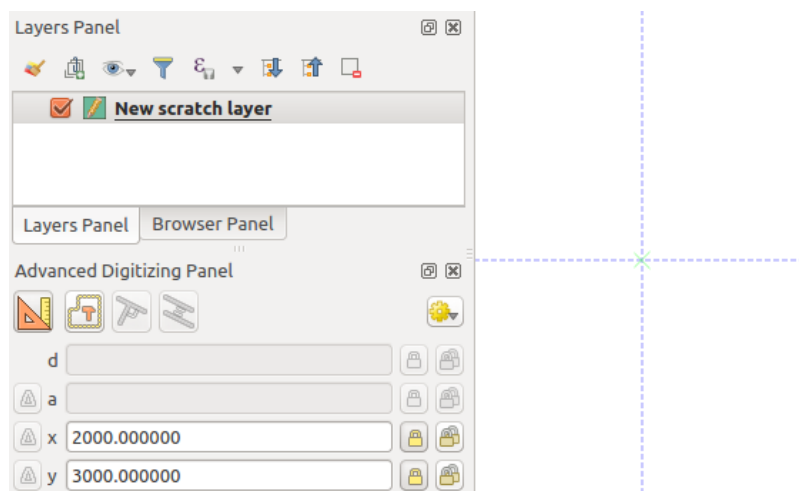 Layers Panel
New scratch layer
Layers Panel
Browser Panel
Advanced Digitizing Panel
d
a
x 2000.000000
y 3000.000000